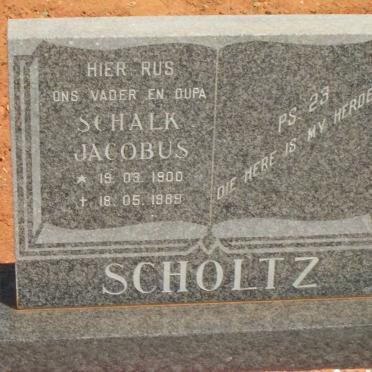 HIER RUS
ONS VADER EN OUPA
SCHALK
JACOBUS
* 19.09.1900
† 18.05.1989
PS. 23
DIE HERE IS MY HERDER
SCHOLTZ